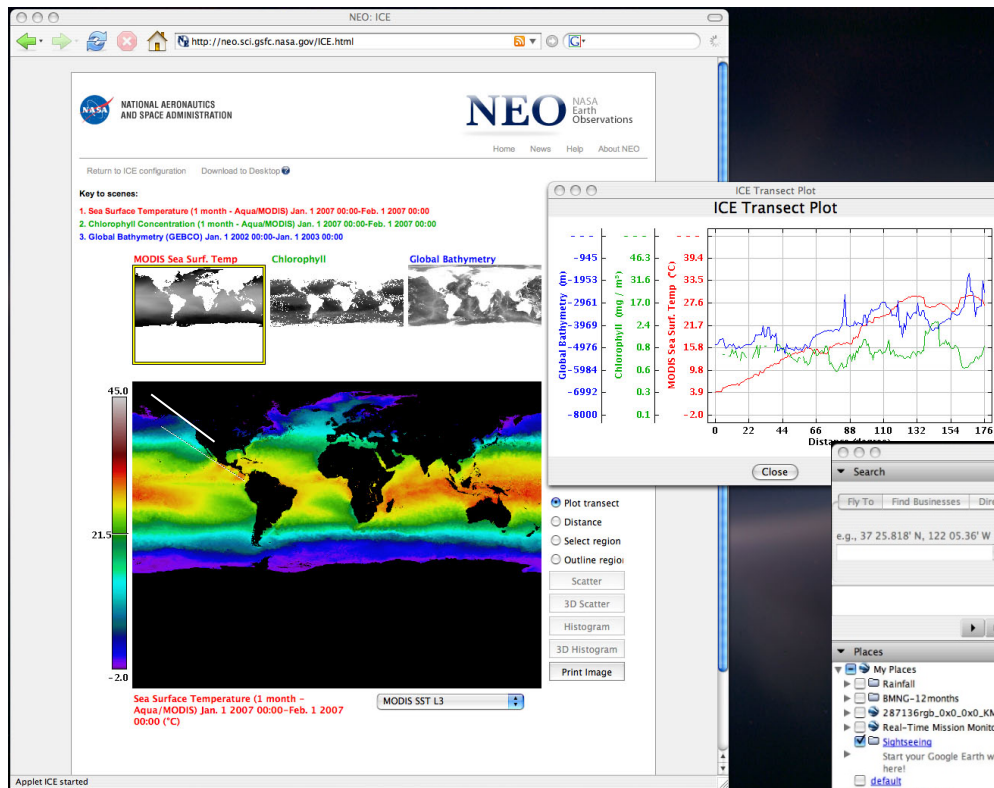 NEO: ICE
http://neo.sci.gsfc.nasa.gov/ICE.html
G
NASA
NATIONAL AERONAUTICS
AND SPACE ADMINISTRATION
NEO
NASA
Earth
Observations
Home News Help About NEO
Return to ICE configuration Download to Desktop ?
Key to scenes:
1. Sea Surface Temperature (1 month - Aqua/MODIS) Jan. 1 2007 00:00-Feb. 1 2007 00:00
2. Chlorophyll Concentration (1 month - Aqua/MODIS) Jan. 1 2007 00:00-Feb. 1 2007 00:00
3. Global Bathymetry (GEBCO) Jan. 1 2002 00:00-Jan. 1 2003 00:00
MODIS Sea Surf. Temp Chlorophyll Global Bathymetry
45.0
21.5
-2.0
Sea Surface Temperature (1 month -
Aqua/MODIS) Jan. 1 2007 00:00-Feb. 1 2007
00:00 (°C)
MODIS SST L3
Plot transect
Distance
Select region
Outline regio
Scatter
3D Scatter
Histogram
3D Histogram
Print Image
Applet ICE started
ICE Transect Plot
ICE Transect Plot
Global Bathymetry (m)
--- 
-945
-1953
-2961
-3969
-4976
-5984
-6992
-8000
Chlorophyll (mg / m³)
---
46.3
31.6
17.0
2.4
0.8
0.6
0.3
0.1
MODIS Sea Surf. Temp (°C)
---
39.4
33.5
27.6
21.7
15.8
9.8
3.9
-2.0
0 22 44 66 88 110 132 154 176
Distance (degree)
Close
Search
Fly To Find Businesses Dire
e.g., 37 25.818' N, 122 05.36' W
Places
My Places
Rainfall
BMNG-12months
287136rgb_0x0_0x0_KM
Real-Time Mission Monito
Sightseeing
Start your Google Earth w
here!
default